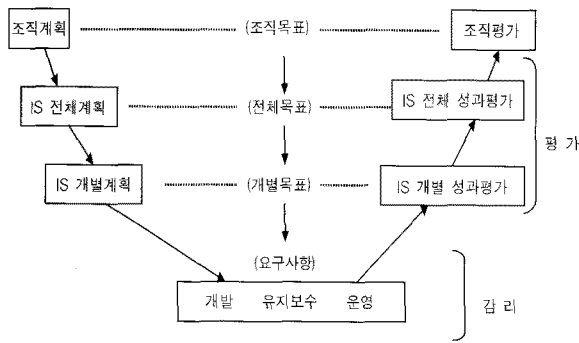 조직계획 (조직목표) 조직평가
IS 전체계획 (전체목표) IS 전체 성과평가
평 가
IS 개별계획 (개별목표) IS 개별 성과평가
(요구사항)
개발 유지보수 운영
감 리